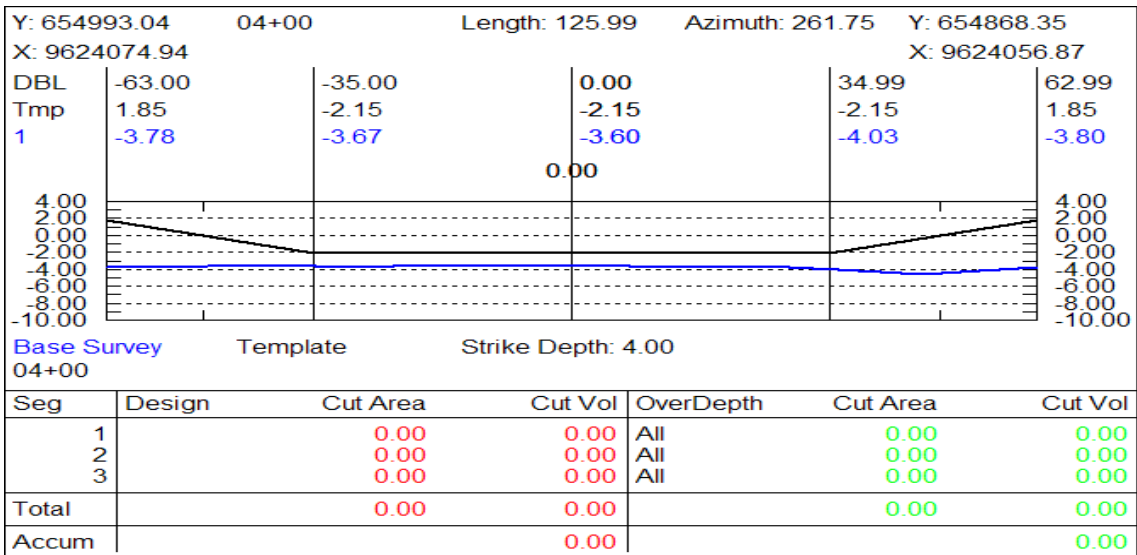 Y: 654993.04 04+00 Length: 125.99 Azimuth: 261.75 Y: 654868.35
X: 9624074.94 X: 9624056.87
DBL -63.00 -35.00 0.00 34.99 62.99
Tmp 1.85 -2.15 -2.15 -2.15 1.85
1 -3.78 -3.67 -3.60 -4.03 -3.80
0.00
4.00 4.00
2.00 2.00
0.00 0.00
-2.00 -2.00
-4.00 -4.00
-6.00 -6.00
-8.00 -8.00
-10.00 -10.00
Base Survey Template Strike Depth: 4.00
04+00
Seg Design Cut Area Cut Vol OverDepth Cut Area Cut Vol
1 0.00 0.00 All 0.00 0.00
2 0.00 0.00 All 0.00 0.00
3 0.00 0.00 All 0.00 0.00
Total 0.00 0.00 0.00 0.00
Accum 0.00 0.00